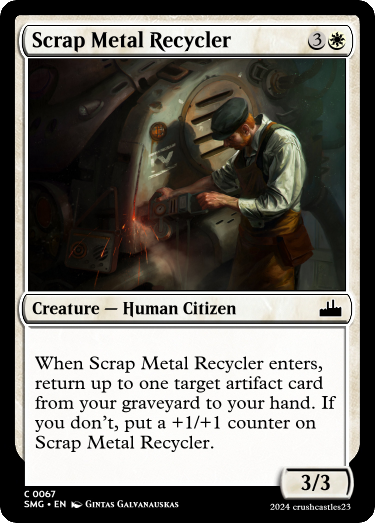 Scrap Metal Recycler 3
Creature — Human Citizen
When Scrap Metal Recycler enters,
return up to one target artifact card
from your graveyard to your hand. If
you don't, put a +1/+1 counter on
Scrap Metal Recycler.
3/3
C 0067
SMG • EN Gintas Galvanauskas
2024 crushcastles23